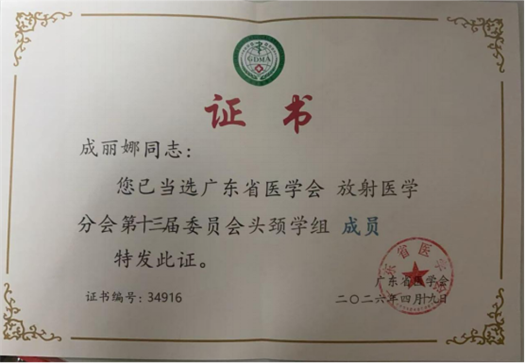 GDMA
证书
成丽娜同志：
您已当选广东省医学会 放射医学
分会第十三届委员会头颈学组 成员
特发此证。
广东省医学会
证书编号：34916
二〇二六年四月十九日